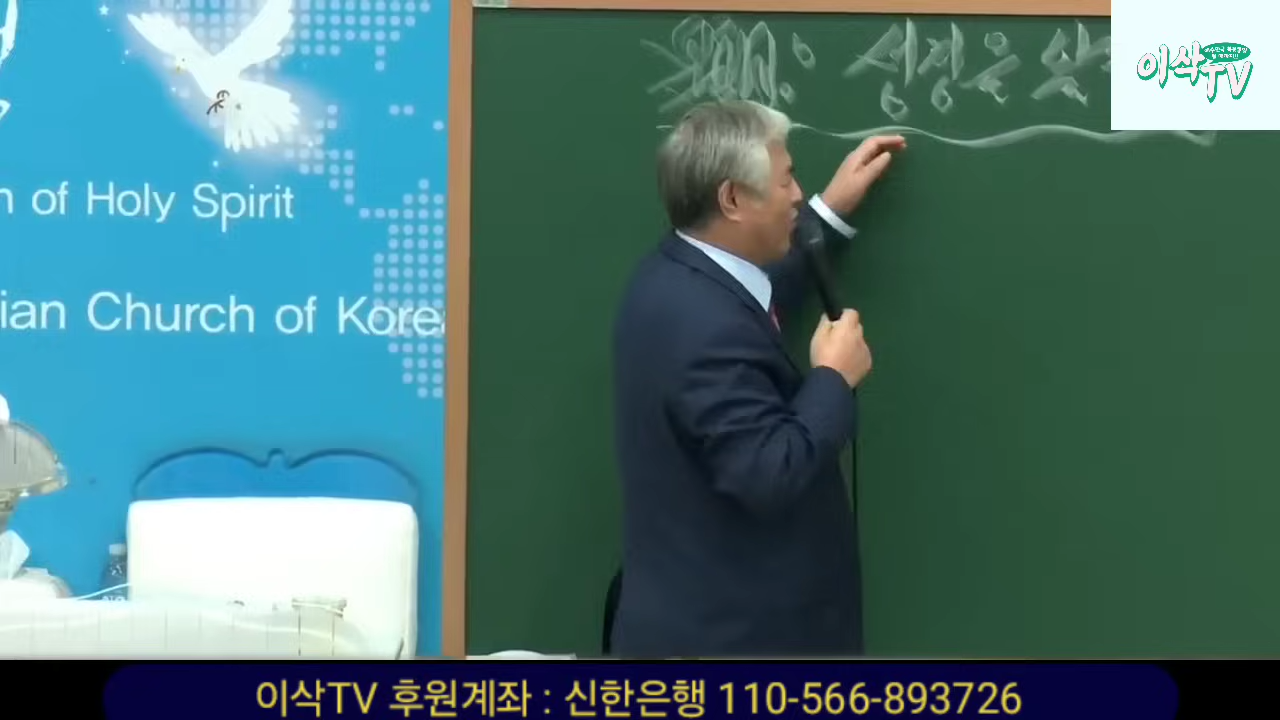 성경은
이삭TV
n of Holy Spirit
ian Church of Korea
이삭TV 후원계좌 : 신한은행 110-566-893726